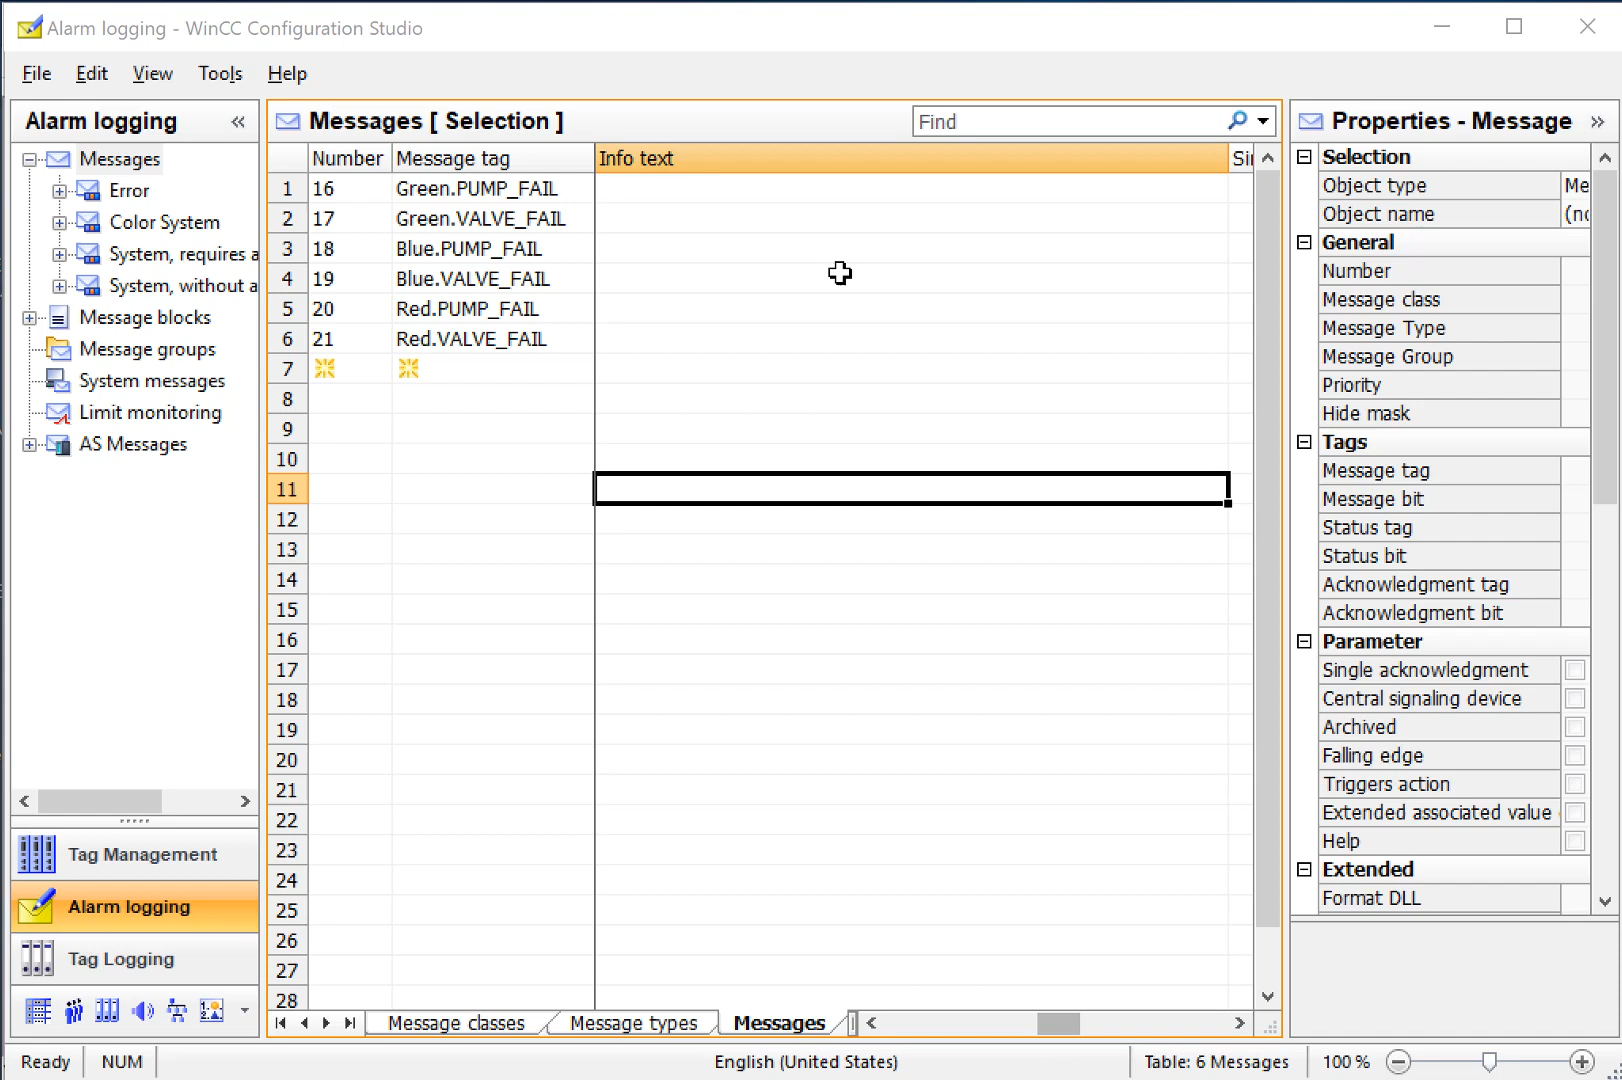 Alarm logging - WinCC Configuration Studio
File Edit View Tools Help
Alarm logging «
Messages
Error
Color System
System, requires a
System, without a
Message blocks
Message groups
System messages
Limit monitoring
AS Messages
Tag Management
Alarm logging
Tag Logging
Messages [ Selection ] Find
Number Message tag Info text Sin
1 16 Green.PUMP_FAIL
2 17 Green.VALVE_FAIL
3 18 Blue.PUMP_FAIL
4 19 Blue.VALVE_FAIL
5 20 Red.PUMP_FAIL
6 21 Red.VALVE_FAIL
7
8
9
10
11
12
13
14
15
16
17
18
19
20
21
22
23
24
25
26
27
28
Message classes Message types Messages
Properties - Message »
Selection
Object type Me
Object name (no
General
Number
Message class
Message Type
Message Group
Priority
Hide mask
Tags
Message tag
Message bit
Status tag
Status bit
Acknowledgment tag
Acknowledgment bit
Parameter
Single acknowledgment
Central signaling device
Archived
Falling edge
Triggers action
Extended associated value
Help
Extended
Format DLL
Ready NUM English (United States) Table: 6 Messages 100 %